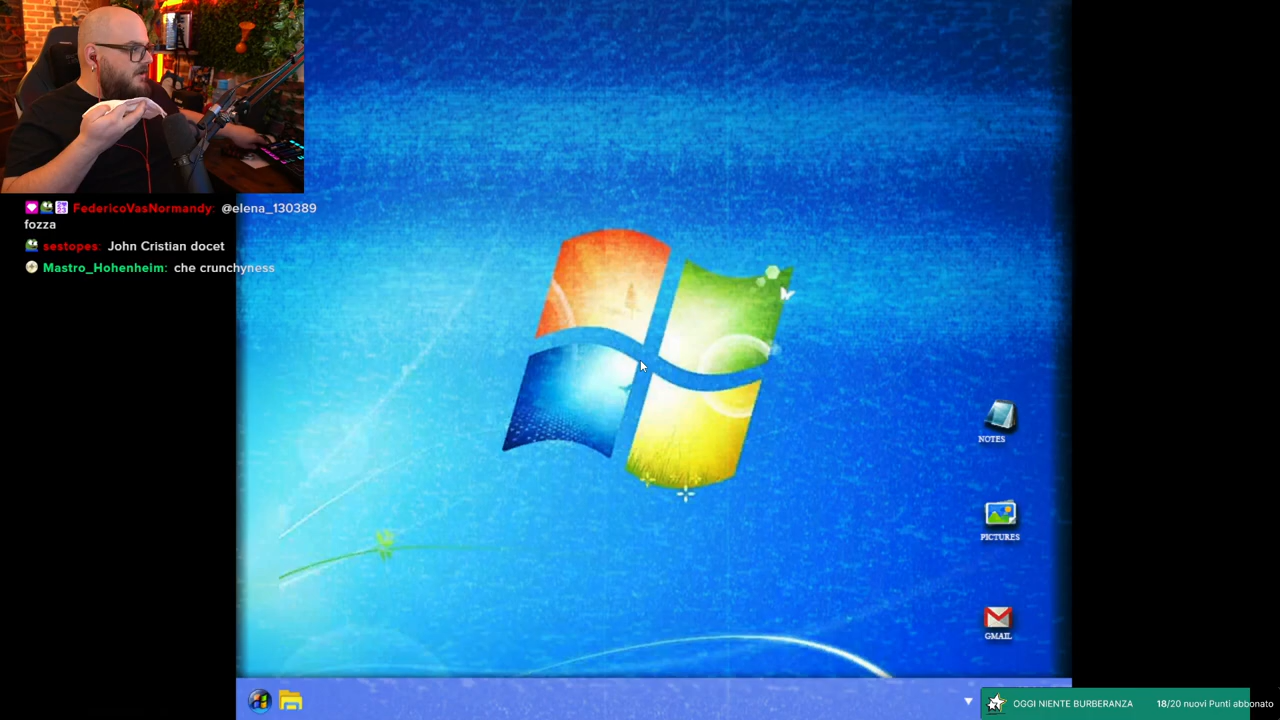 FedericoVasNormandy: @elena_130389
fozza
sestopes: John Cristian docet
Mastro_Hohenheim: che crunchyness
NOTES
PICTURES
GMAIL
OGGI NIENTE BURBERANZA 18/20 nuovi Punti abbonato